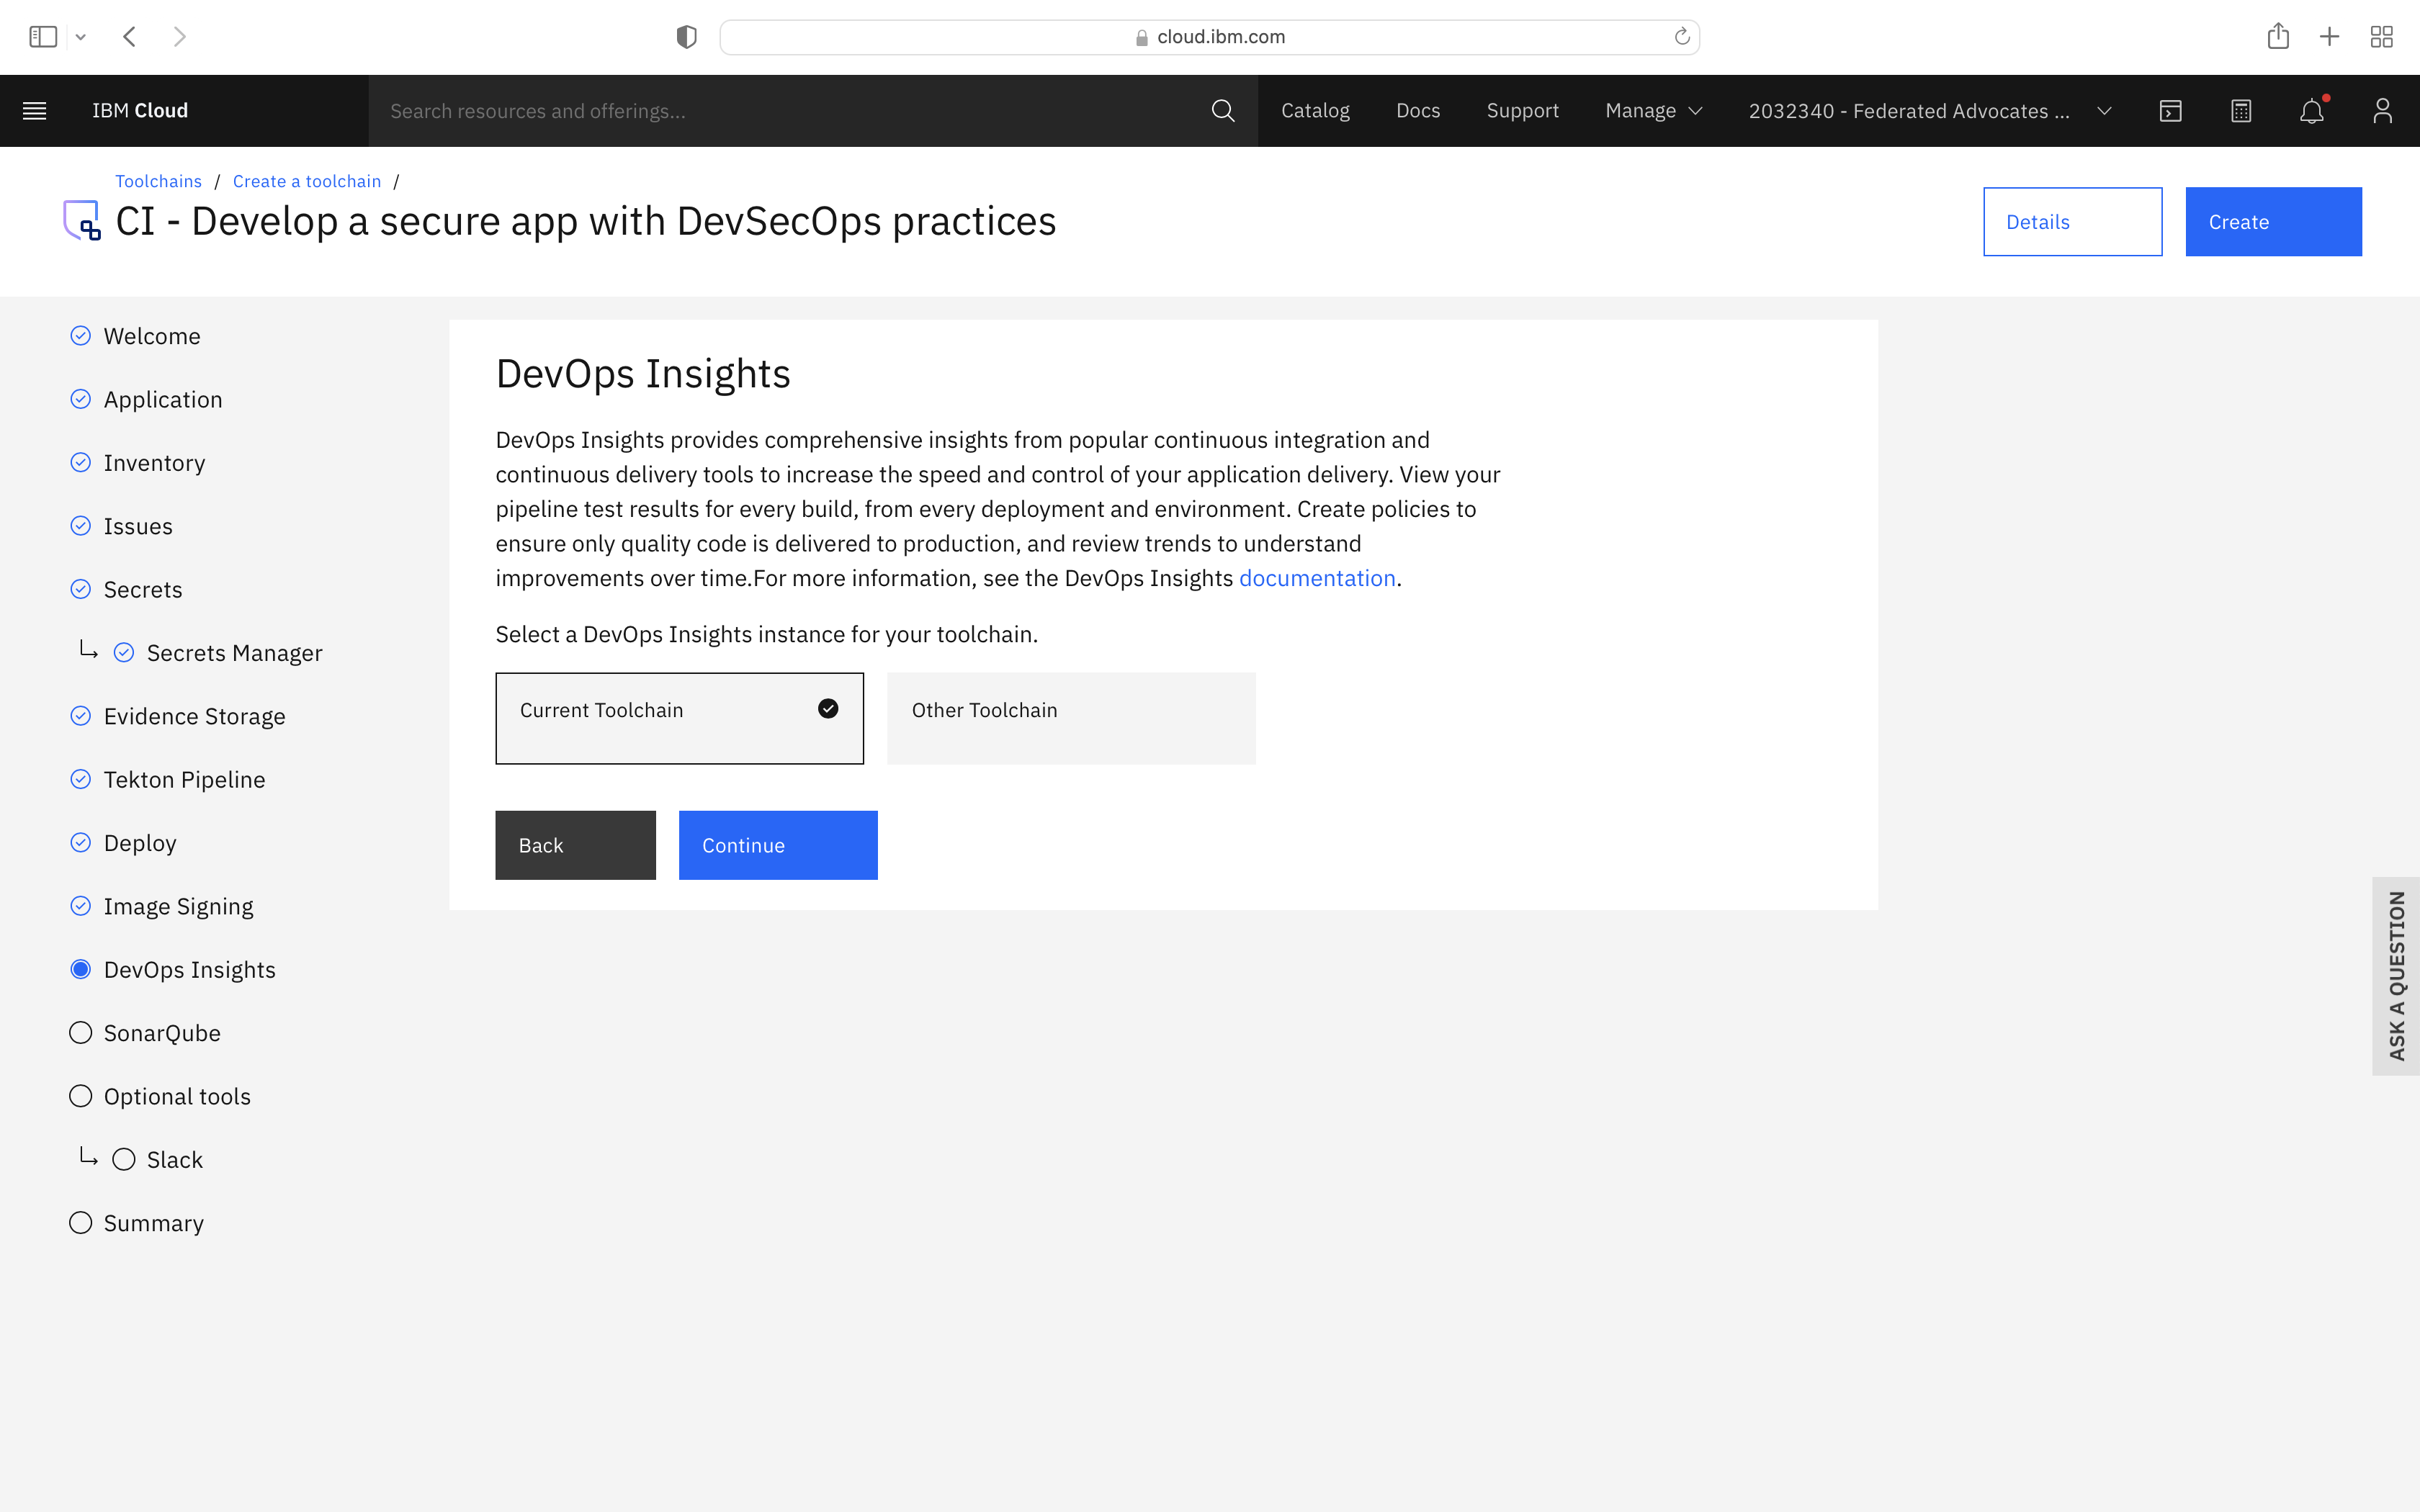 cloud.ibm.com
IBM Cloud
Search resources and offerings...
Catalog
Docs
Support
Manage
2032340 - Federated Advocates ...
Toolchains / Create a toolchain /
CI - Develop a secure app with DevSecOps practices
Details
Create
Welcome
Application
Inventory
Issues
Secrets
Secrets Manager
Evidence Storage
Tekton Pipeline
Deploy
Image Signing
DevOps Insights
SonarQube
Optional tools
Slack
Summary
DevOps Insights
DevOps Insights provides comprehensive insights from popular continuous integration and
continuous delivery tools to increase the speed and control of your application delivery. View your
pipeline test results for every build, from every deployment and environment. Create policies to
ensure only quality code is delivered to production, and review trends to understand
improvements over time.For more information, see the DevOps Insights documentation.
Select a DevOps Insights instance for your toolchain.
Current Toolchain
Other Toolchain
Back
Continue
ASK A QUESTION